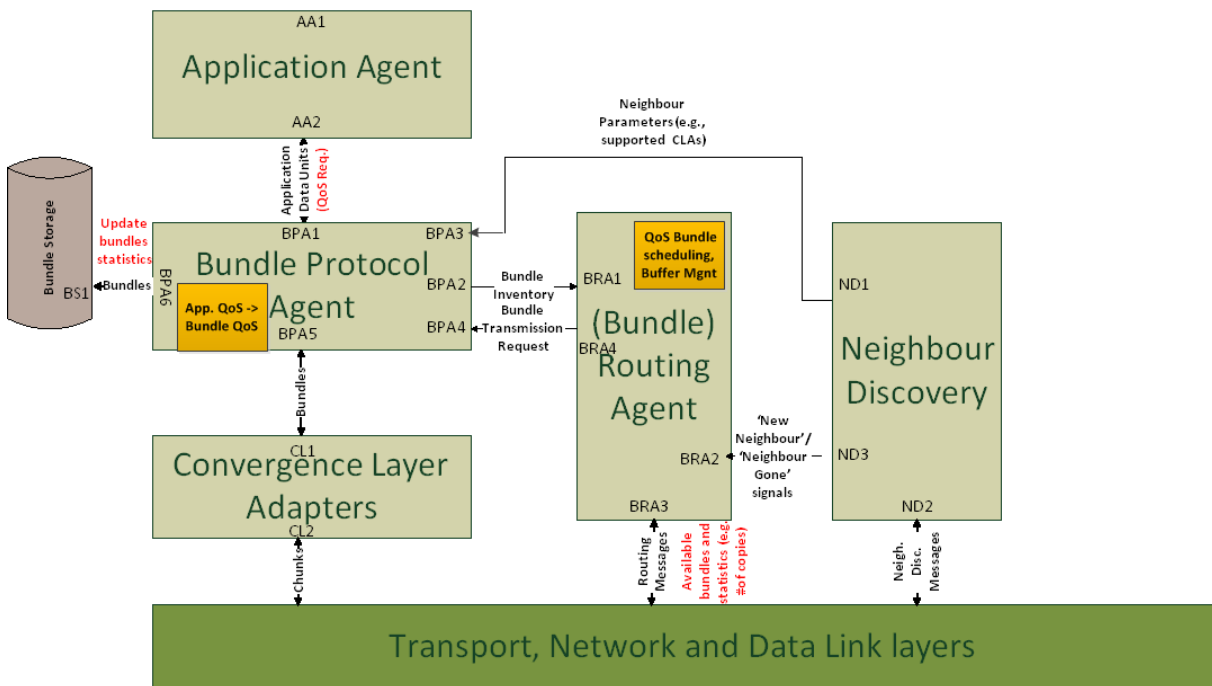 AA1
Application Agent
AA2
Application
Data Units
(QoS Req.)
Neighbour
Parameters (e.g.,
supported CLAs)
Bundle Storage
BS1
Update
bundles
statistics
Bundles
BPA1
BPA3
Bundle Protocol
Agent
BPA2
BPA6
App. QoS ->
Bundle QoS
BPA5
BPA4
Bundle
Inventory
Bundle
Transmission
Request
QoS Bundle
scheduling,
Buffer Mgnt
BRA1
(Bundle)
BRA4
Routing
Agent
BRA2
BRA3
ND1
Neighbour
Discovery
ND3
ND2
‘New
Neighbour’/
‘Neighbour
Gone’
signals
Bundles
CL1
Convergence Layer
Adapters
CL2
Chunks
Routing
Messages
Available
bundles and
statistics (e.g.
#of copies)
Neigh.
Disc.
Messages
Transport, Network and Data Link layers